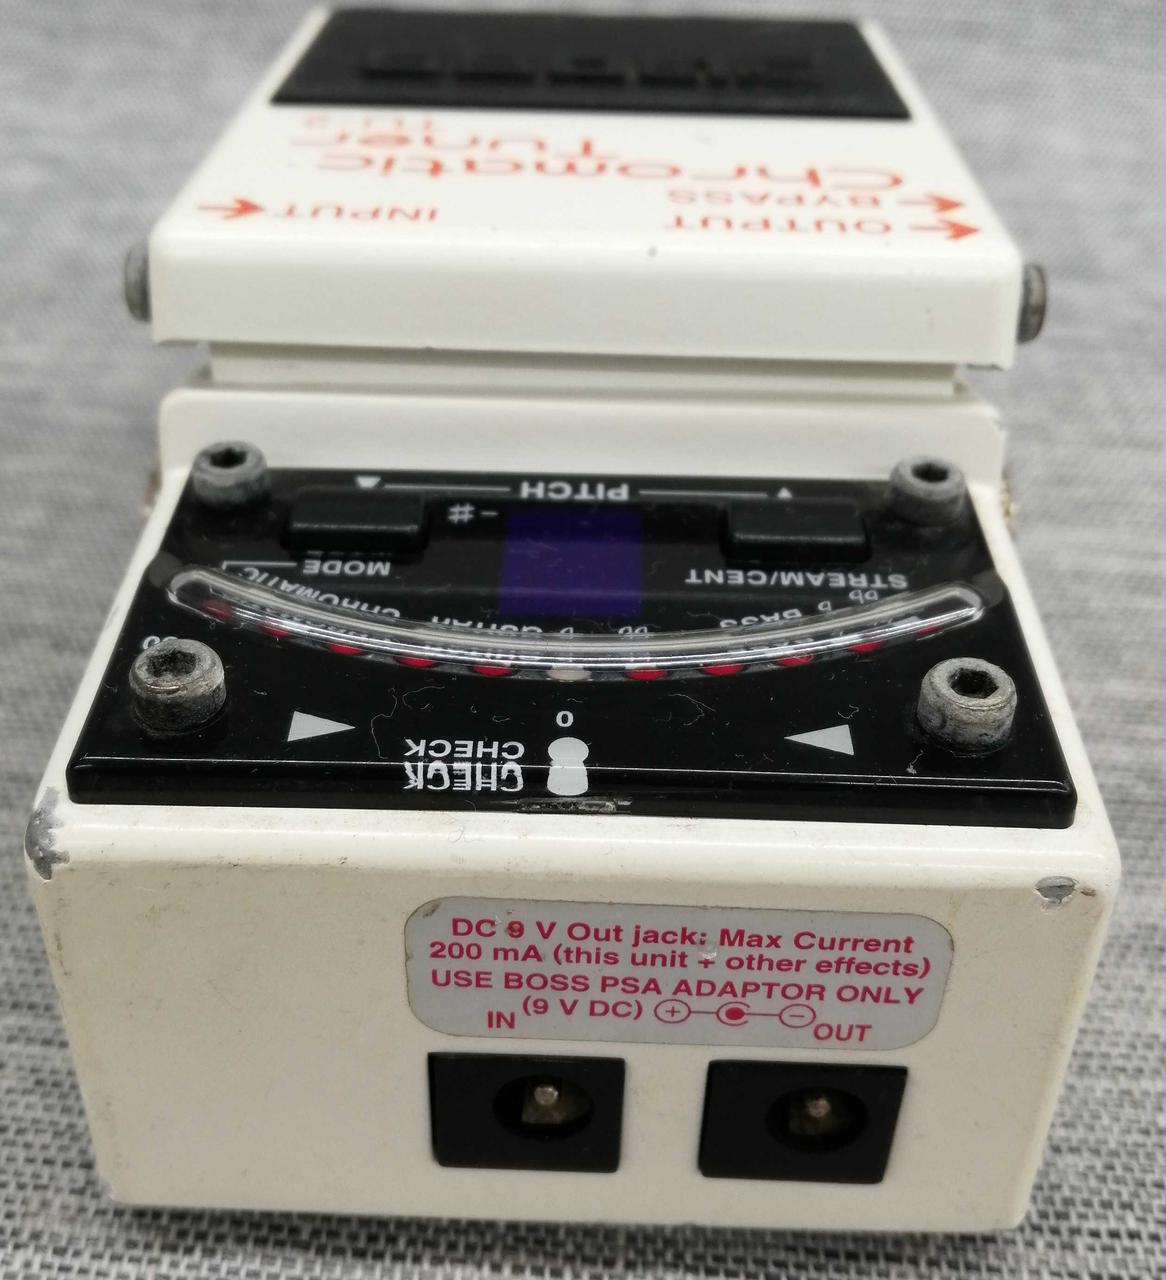 TU-2
Chromatic
Tuner
INPUT
OUTPUT
BYPASS
PITCH
#
MODE
STREAM/CENT
CHROMATIC
GUITAR
b
bb
BASS
b
bb
0
CHECK
CHECK
DC 9 V Out jack: Max Current
200 mA (this unit + other effects)
USE BOSS PSA ADAPTOR ONLY
(9 V DC) + -
IN
OUT